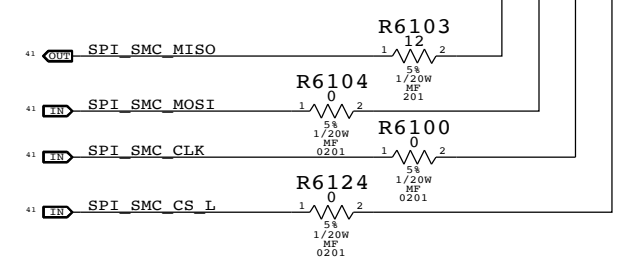 R6103
12
41 OUT SPI_SMC_MISO 1 2
5%
1/20W
MF
201
R6104
0
41 IN SPI_SMC_MOSI 1 2
5%
1/20W
MF
0201
R6100
0
41 IN SPI_SMC_CLK 1 2
5%
1/20W
MF
0201
R6124
0
41 IN SPI_SMC_CS_L 1 2
5%
1/20W
MF
0201